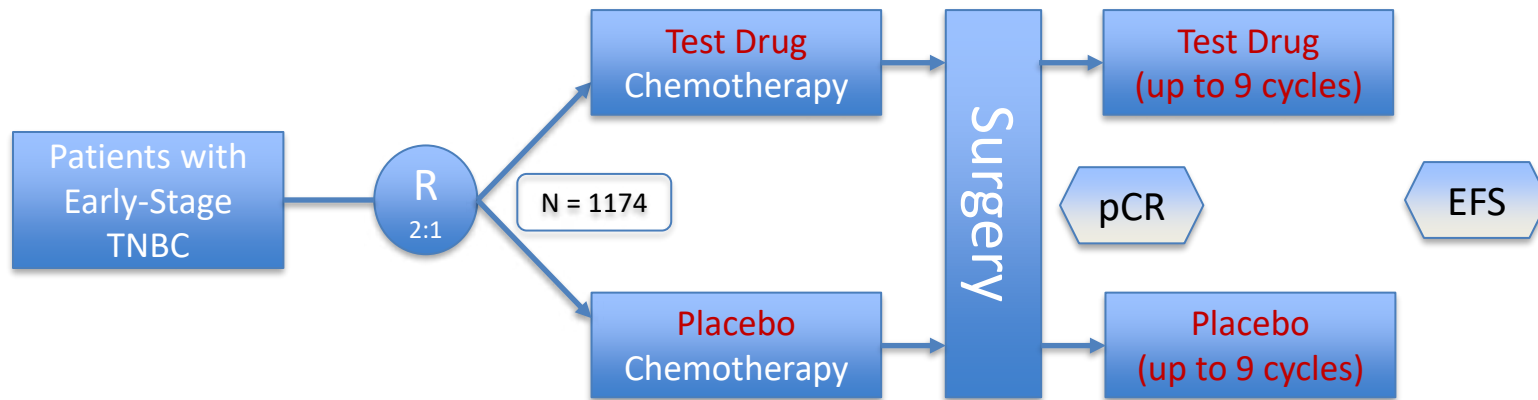 Patients with
Early-Stage
TNBC
R
2:1
N = 1174
Test Drug
Chemotherapy
Placebo
Chemotherapy
Surgery
Test Drug
(up to 9 cycles)
pCR
Placebo
(up to 9 cycles)
EFS